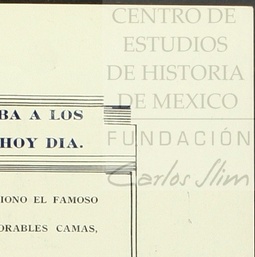 CENTRO DE
ESTUDIOS
DE HISTORIA
DE MEXICO
FUNDACIÓN
Carlos Slim
BA A LOS
HOY DIA.
IONO EL FAMOSO
ORABLES CAMAS,